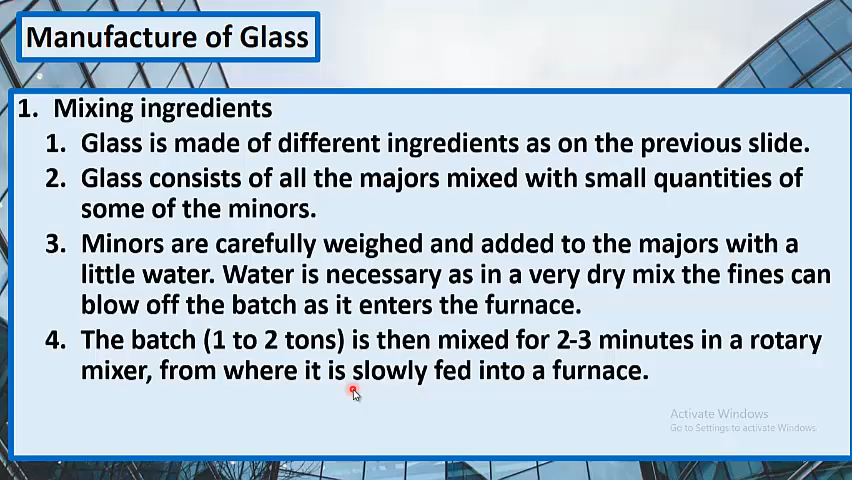 Manufacture of Glass
1. Mixing ingredients
1. Glass is made of different ingredients as on the previous slide.
2. Glass consists of all the majors mixed with small quantities of
some of the minors.
3. Minors are carefully weighed and added to the majors with a
little water. Water is necessary as in a very dry mix the fines can
blow off the batch as it enters the furnace.
4. The batch (1 to 2 tons) is then mixed for 2-3 minutes in a rotary
mixer, from where it is slowly fed into a furnace.
Activate Windows
Go to Settings to activate Windows.